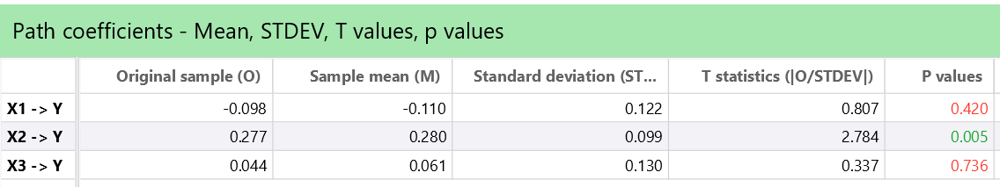 Path coefficients - Mean, STDEV, T values, p values
Original sample (O) Sample mean (M) Standard deviation (ST... T statistics (|O/STDEV|) P values
X1 -> Y -0.098 -0.110 0.122 0.807 0.420
X2 -> Y 0.277 0.280 0.099 2.784 0.005
X3 -> Y 0.044 0.061 0.130 0.337 0.736